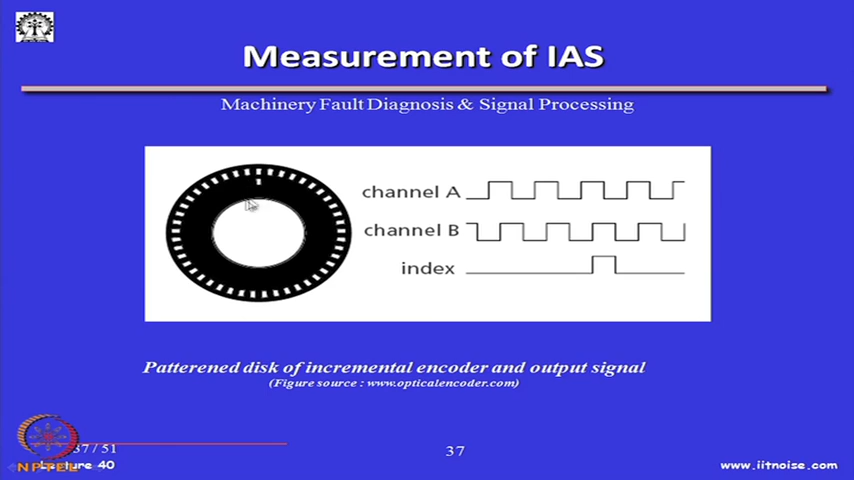 Measurement of IAS
Machinery Fault Diagnosis & Signal Processing
channel A
channel B
index
Patterened disk of incremental encoder and output signal
(Figure source : www.opticalencoder.com)
37 / 51
37
NPTEL
Lecture 40
www.iitnoise.com